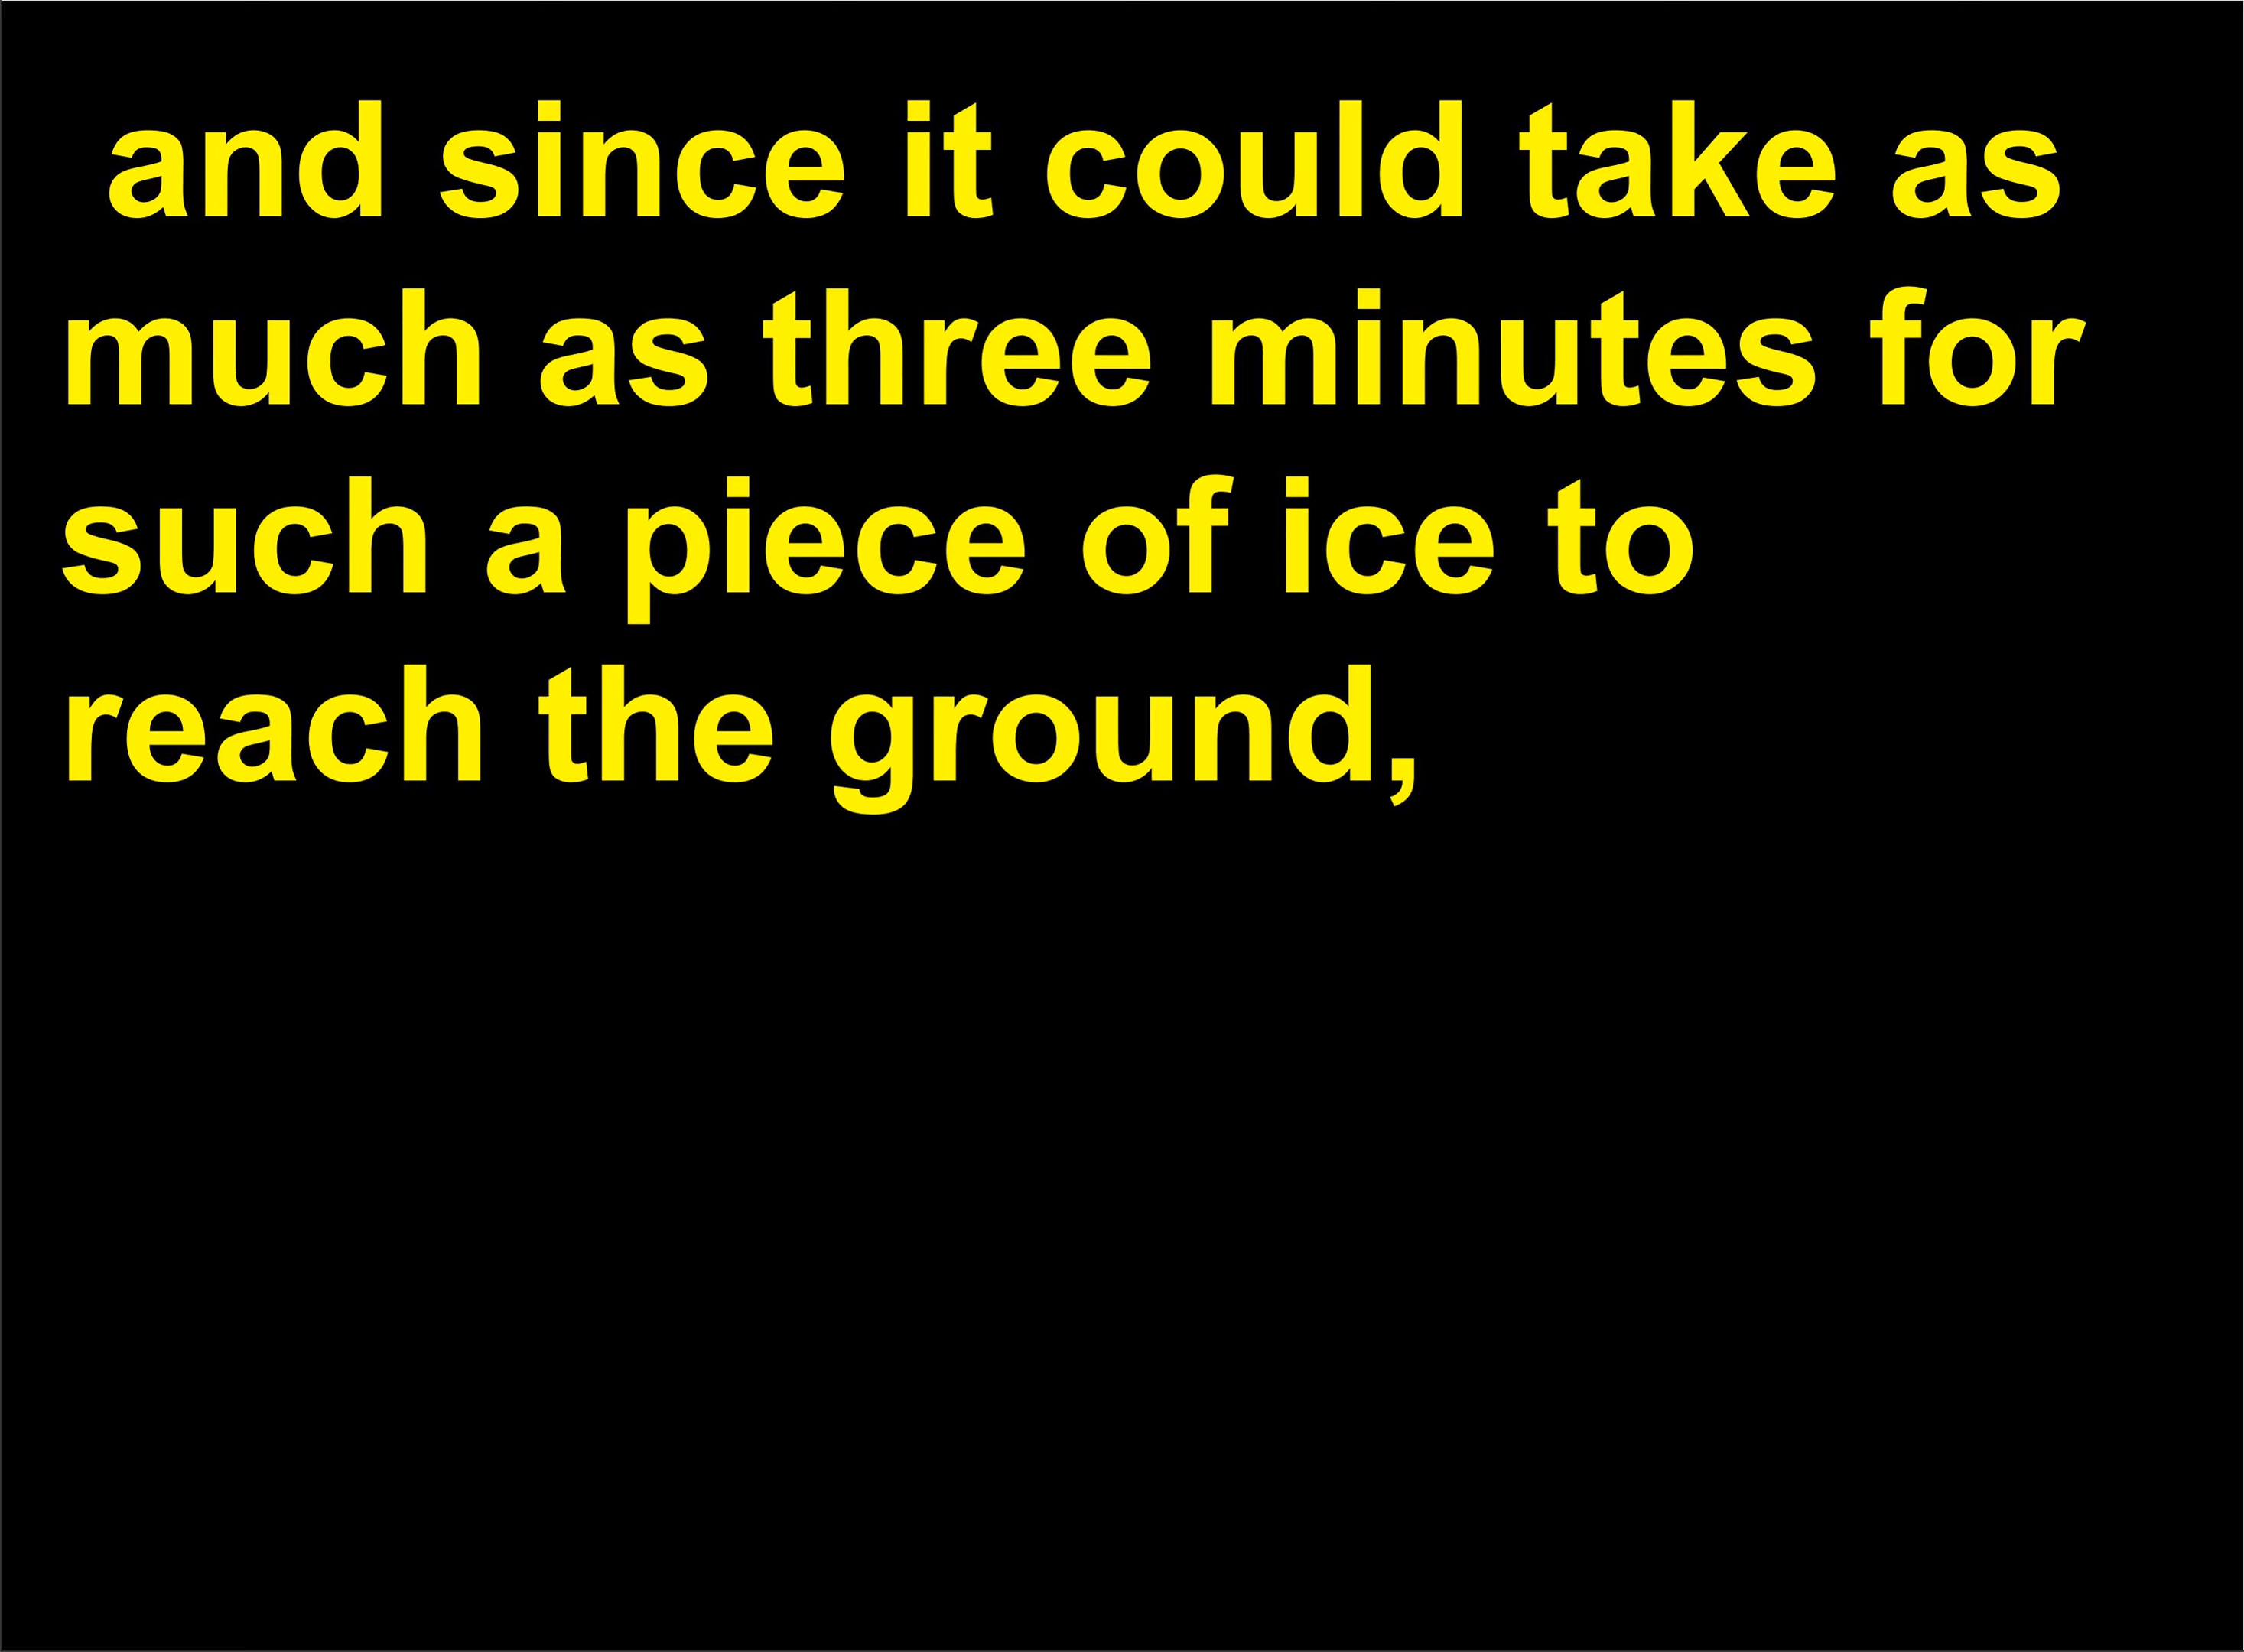 and since it could take as
much as three minutes for
such a piece of ice to
reach the ground,